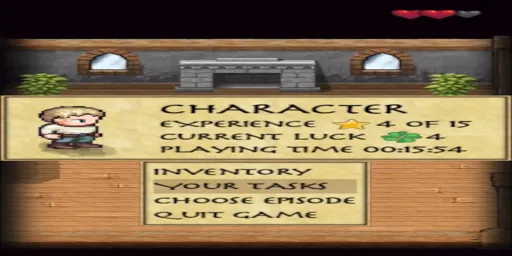 CHARACTER
EXPERIENCE 4 OF 15
CURRENT LUCK 4
PLAYING TIME 00:15:54
INVENTORY
YOUR TASKS
CHOOSE EPISODE
QUIT GAME